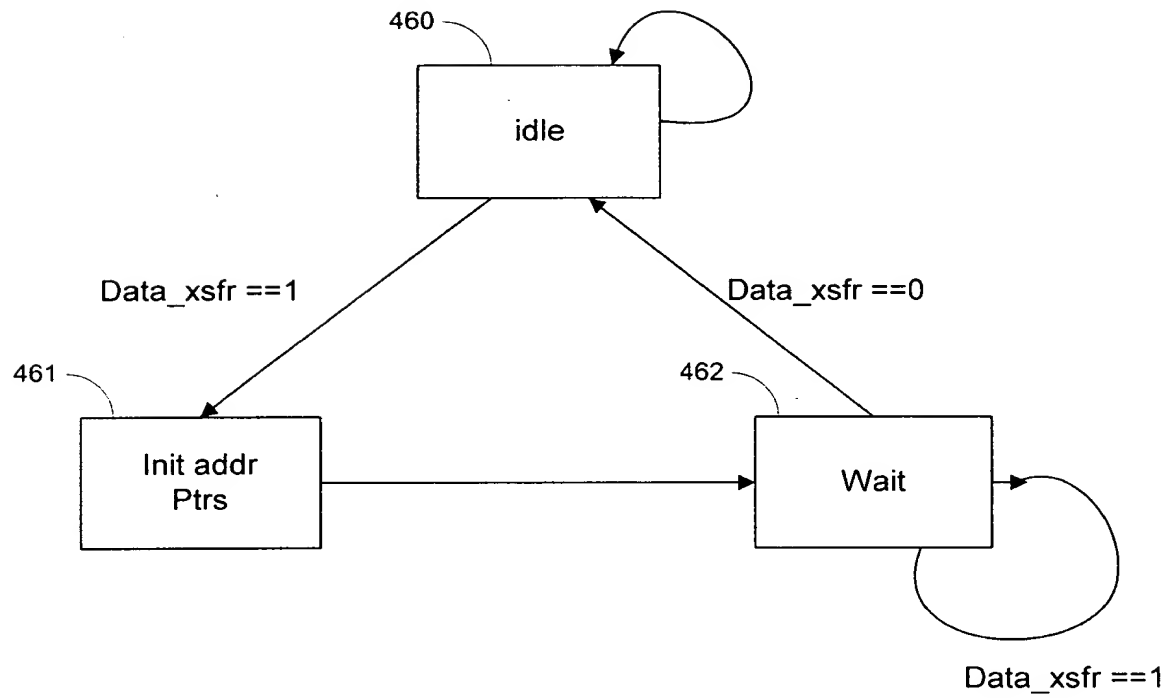 460
idle
Data_xsfr ==1
Data_xsfr ==0
461
462
Init addr
Ptrs
Wait
Data_xsfr ==1